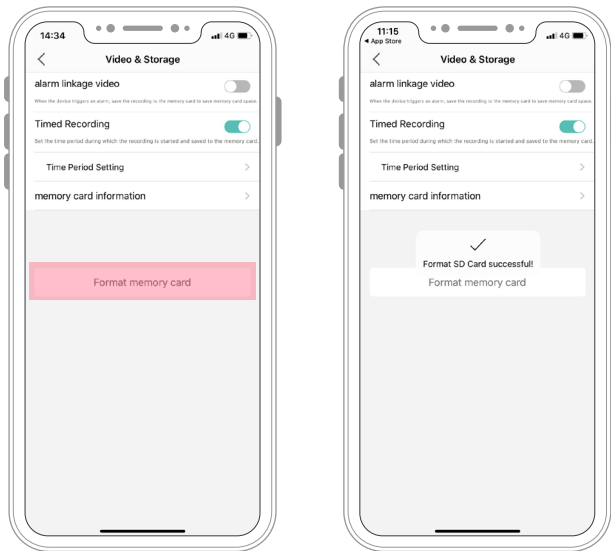 14:34
4G
Video & Storage
alarm linkage video
When the device triggers an alarm, save the recording to the memory card to save memory card space.
Timed Recording
Set the time period during which the recording is started and saved to the memory card.
Time Period Setting
memory card information
Format memory card
11:15
App Store
4G
Video & Storage
alarm linkage video
When the device triggers an alarm, save the recording to the memory card to save memory card space.
Timed Recording
Set the time period during which the recording is started and saved to the memory card.
Time Period Setting
memory card information
Format SD Card successful!
Format memory card